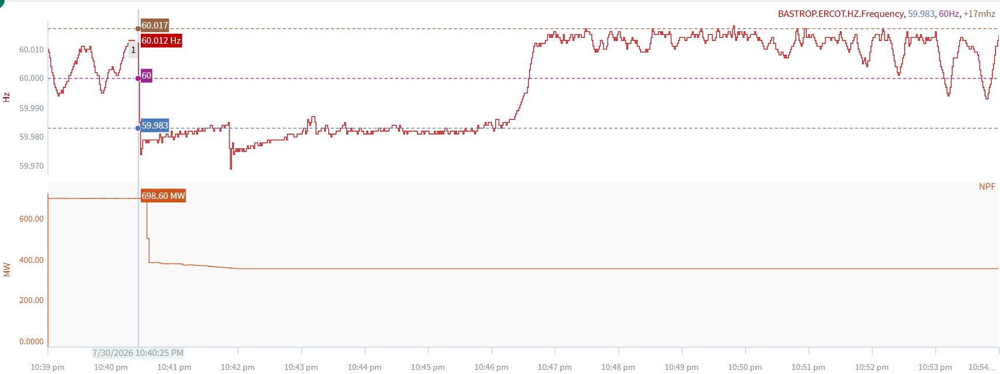 BASTROP.ERCOT.HZ.Frequency, 59.983, 60Hz, +17mhz
60.017
60.012 Hz
60.010
1
60
60.000
59.990
59.983
59.980
59.970
Hz
NPF
698.60 MW
600.00
400.00
200.00
0.0000
MW
7/30/2026 10:40:25 PM
10:39 pm 10:40 pm 10:41 pm 10:42 pm 10:43 pm 10:44 pm 10:45 pm 10:46 pm 10:47 pm 10:48 pm 10:49 pm 10:50 pm 10:51 pm 10:52 pm 10:53 pm 10:54...